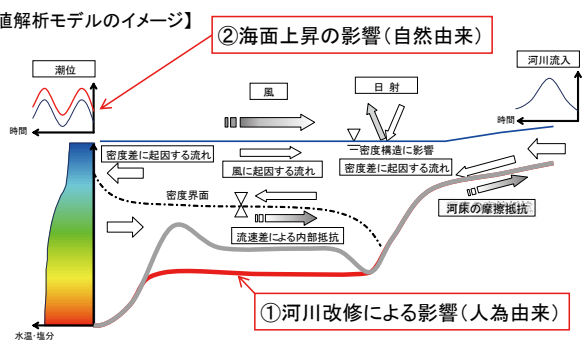 値解析モデルのイメージ】
②海面上昇の影響(自然由来)
潮位
時間
風
日 射
河川流入
時間
密度差に起因する流れ
風に起因する流れ
密度構造に影響
密度差に起因する流れ
密度界面
流速差による内部抵抗
河床の摩擦抵抗
①河川改修による影響(人為由来)
水温・塩分